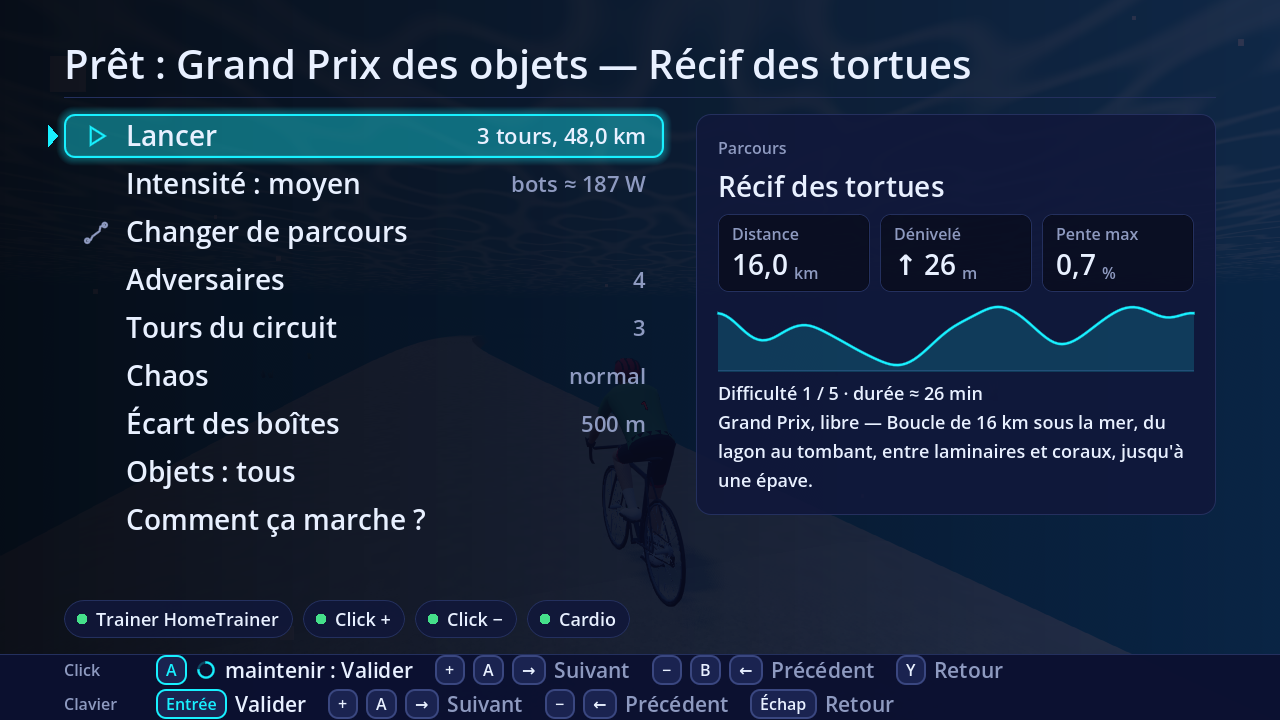 Prêt : Grand Prix des objets — Récif des tortues
Lancer 3 tours, 48,0 km
Intensité : moyen bots ≈ 187 W
Changer de parcours
Adversaires 4
Tours du circuit 3
Chaos normal
Écart des boîtes 500 m
Objets : tous
Comment ça marche ?
Parcours
Récif des tortues
Distance Dénivelé Pente max
16,0 km ↑ 26 m 0,7 %
Difficulté 1 / 5 · durée ≈ 26 min
Grand Prix, libre — Boucle de 16 km sous la mer, du
lagon au tombant, entre laminaires et coraux, jusqu'à
une épave.
Trainer HomeTrainer Click + Click − Cardio
Click A maintenir : Valider + A → Suivant − B ← Précédent Y Retour
Clavier Entrée Valider + A → Suivant − ← Précédent Échap Retour